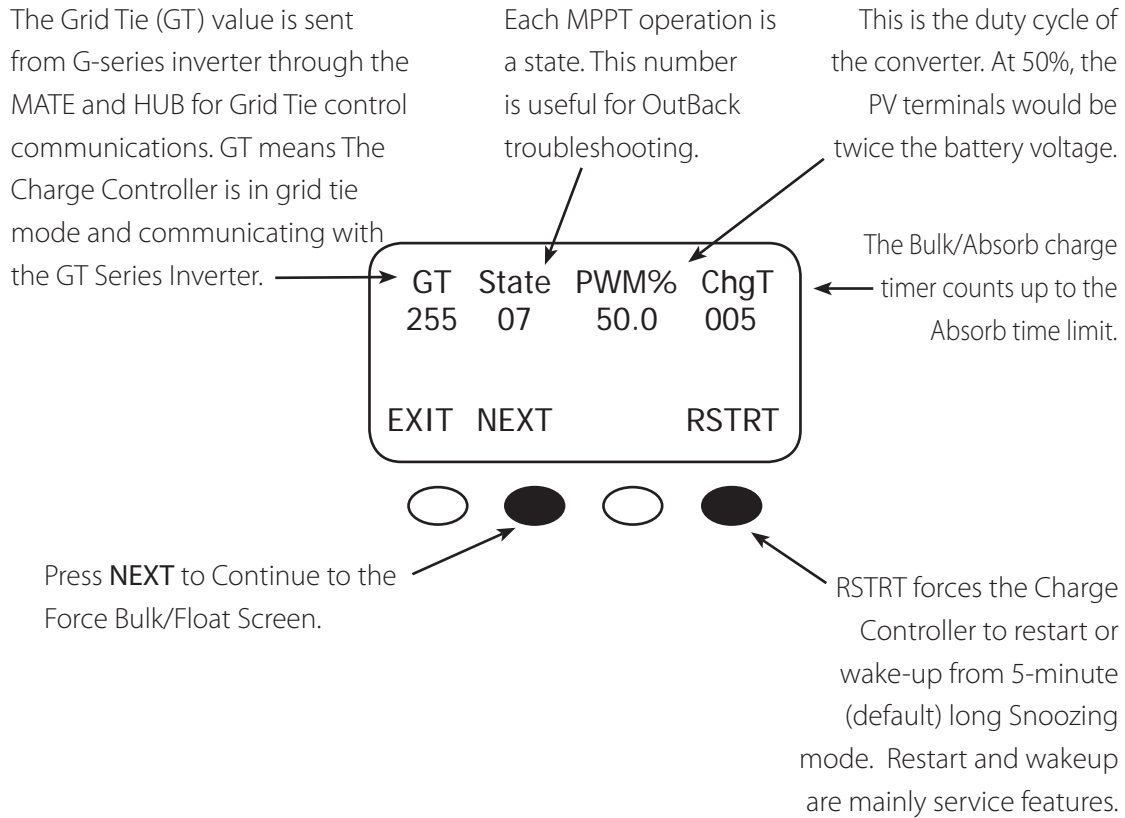 The Grid Tie (GT) value is sent
from G-series inverter through the
MATE and HUB for Grid Tie control
communications. GT means The
Charge Controller is in grid tie
mode and communicating with
the GT Series Inverter.
Each MPPT operation is
a state. This number
is useful for OutBack
troubleshooting.
This is the duty cycle of
the converter. At 50%, the
PV terminals would be
twice the battery voltage.
The Bulk/Absorb charge
timer counts up to the
Absorb time limit.
GT State PWM% ChgT
255 07 50.0 005
EXIT NEXT RSTRT
Press NEXT to Continue to the
Force Bulk/Float Screen.
RSTRT forces the Charge
Controller to restart or
wake-up from 5-minute
(default) long Snoozing
mode. Restart and wakeup
are mainly service features.